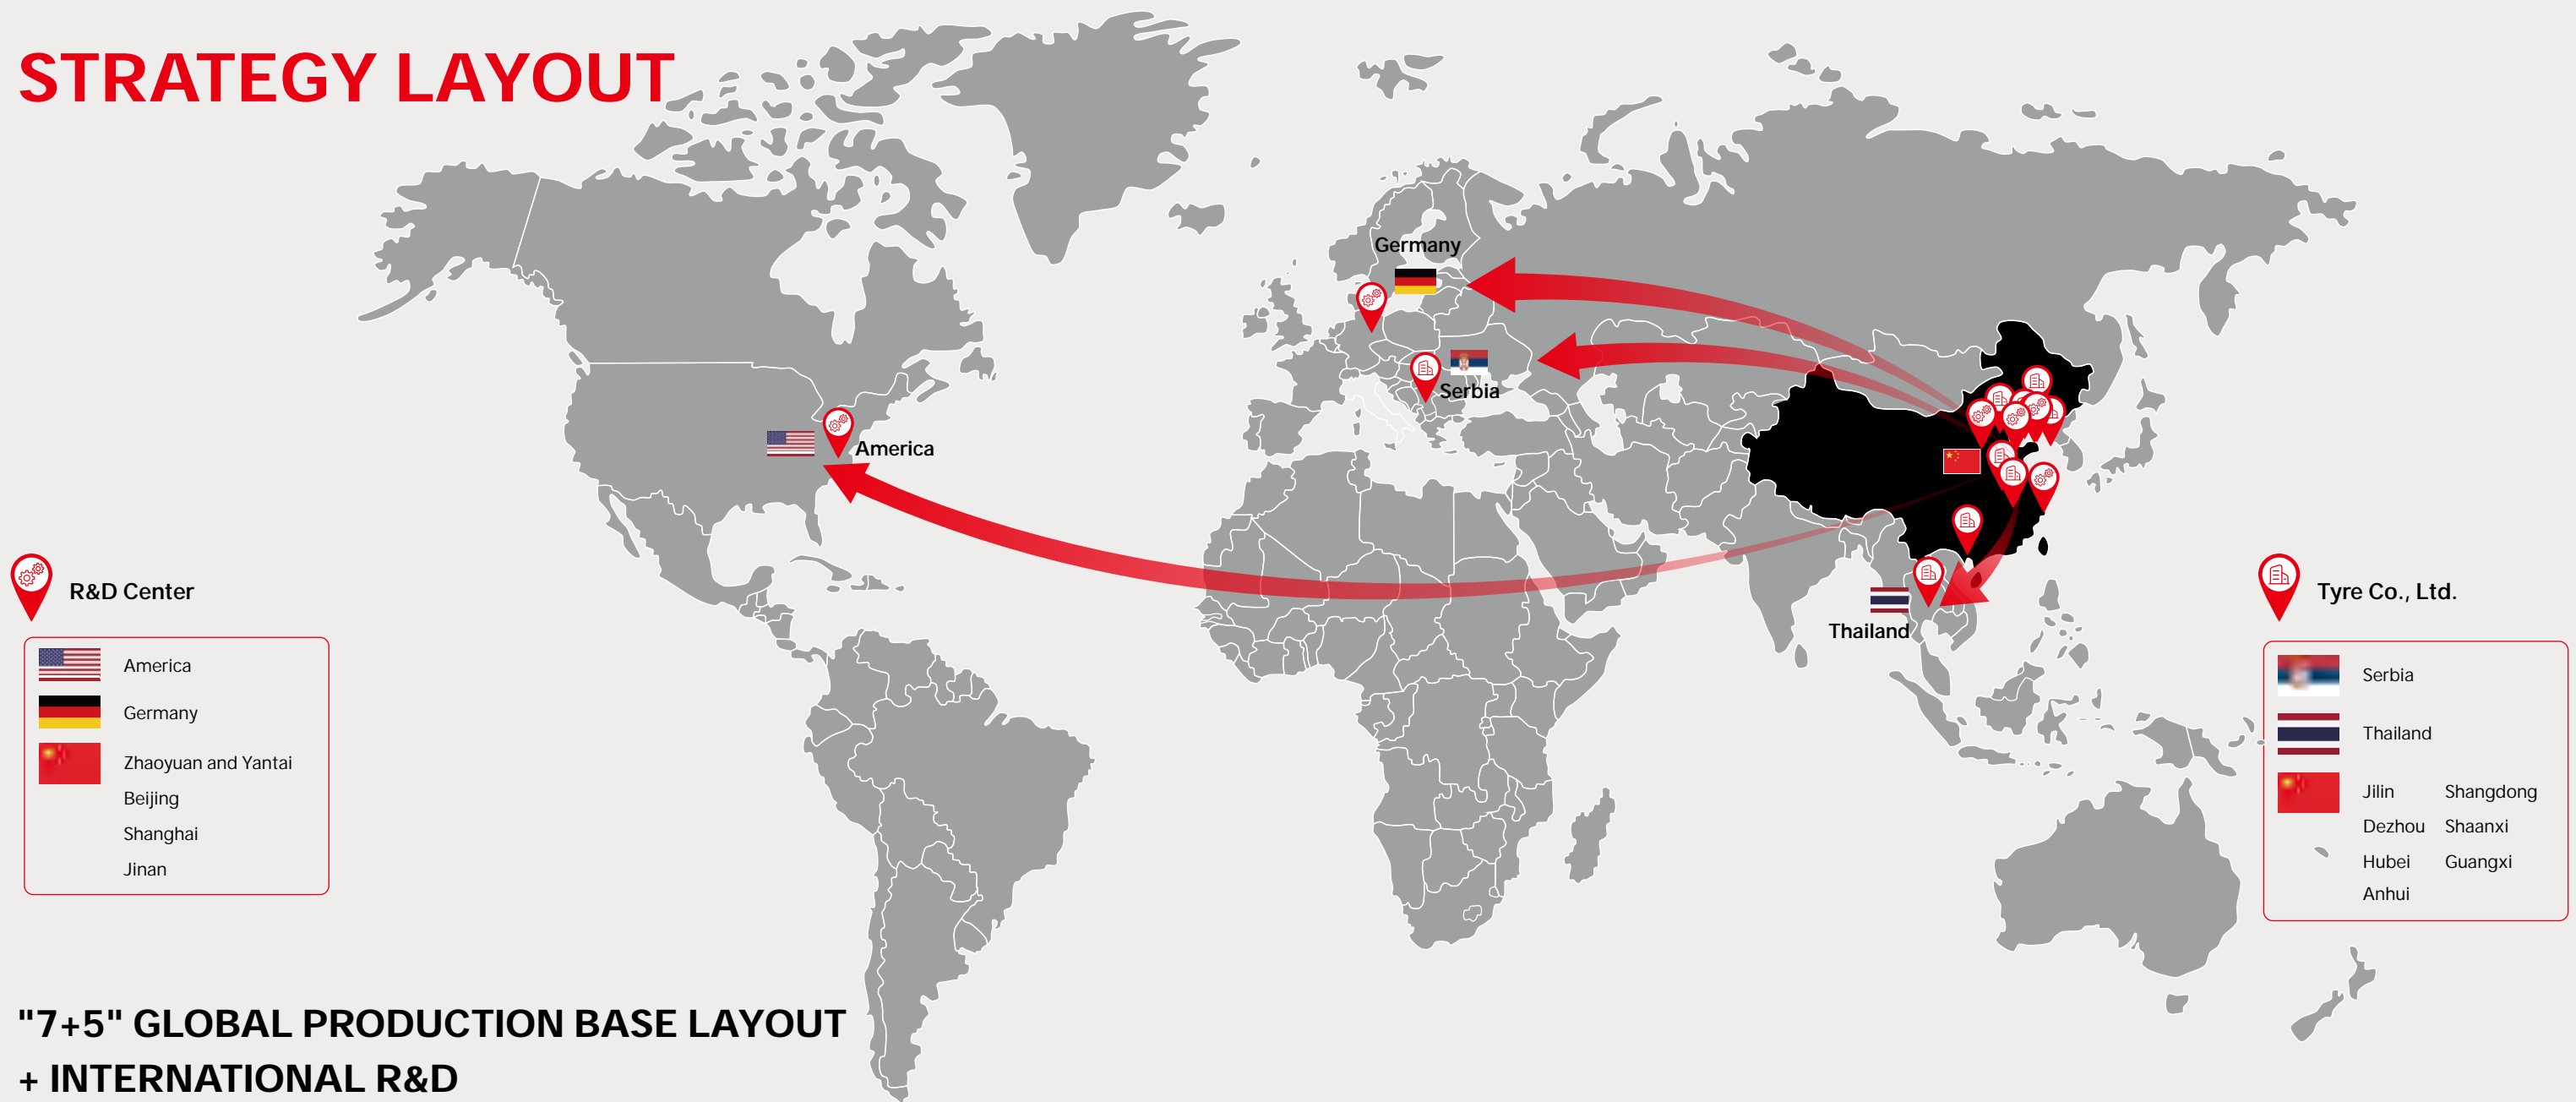 STRATEGY LAYOUT
Germany
Serbia
America
Thailand
R&D Center
America
Germany
Zhaoyuan and Yantai
Beijing
Shanghai
Jinan
Tyre Co., Ltd.
Serbia
Thailand
Jilin Shangdong
Dezhou Shaanxi
Hubei Guangxi
Anhui
"7+5" GLOBAL PRODUCTION BASE LAYOUT
+ INTERNATIONAL R&D